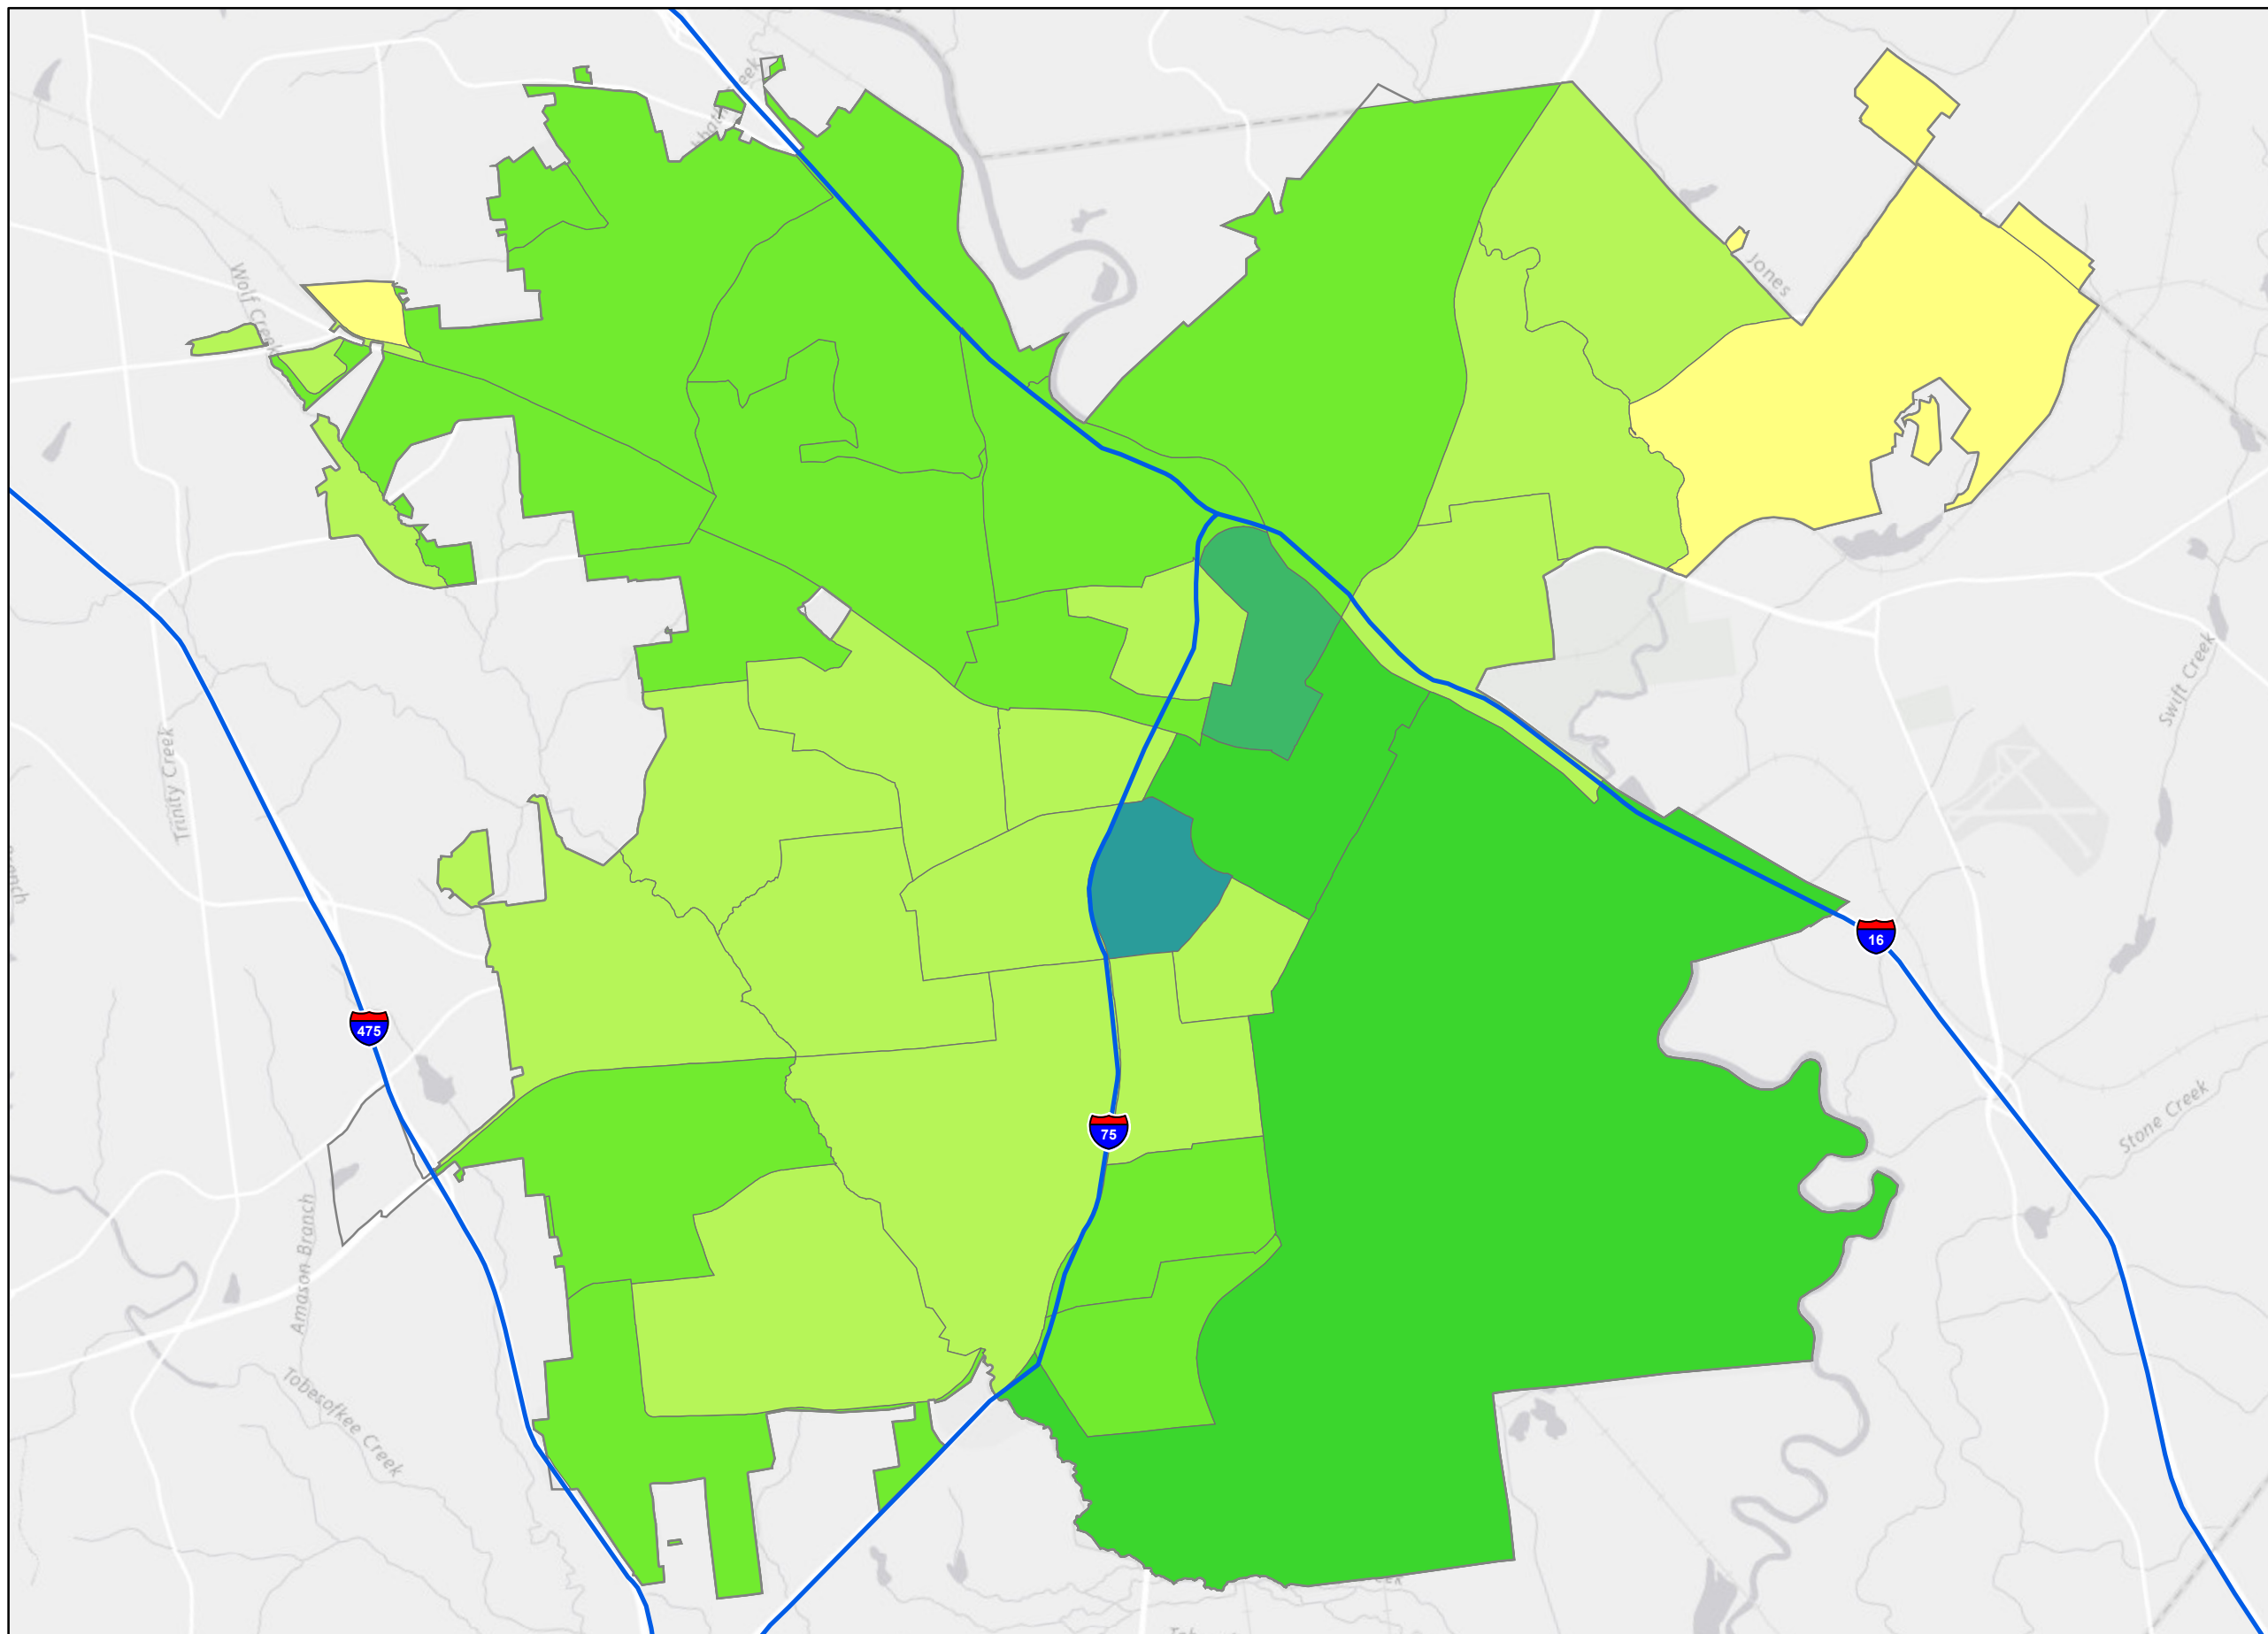 Wolf Creek
Jones
Swift Creek
Trinity Creek
16
475
75
Stone Creek
Amason Branch
Tobesofkee Creek